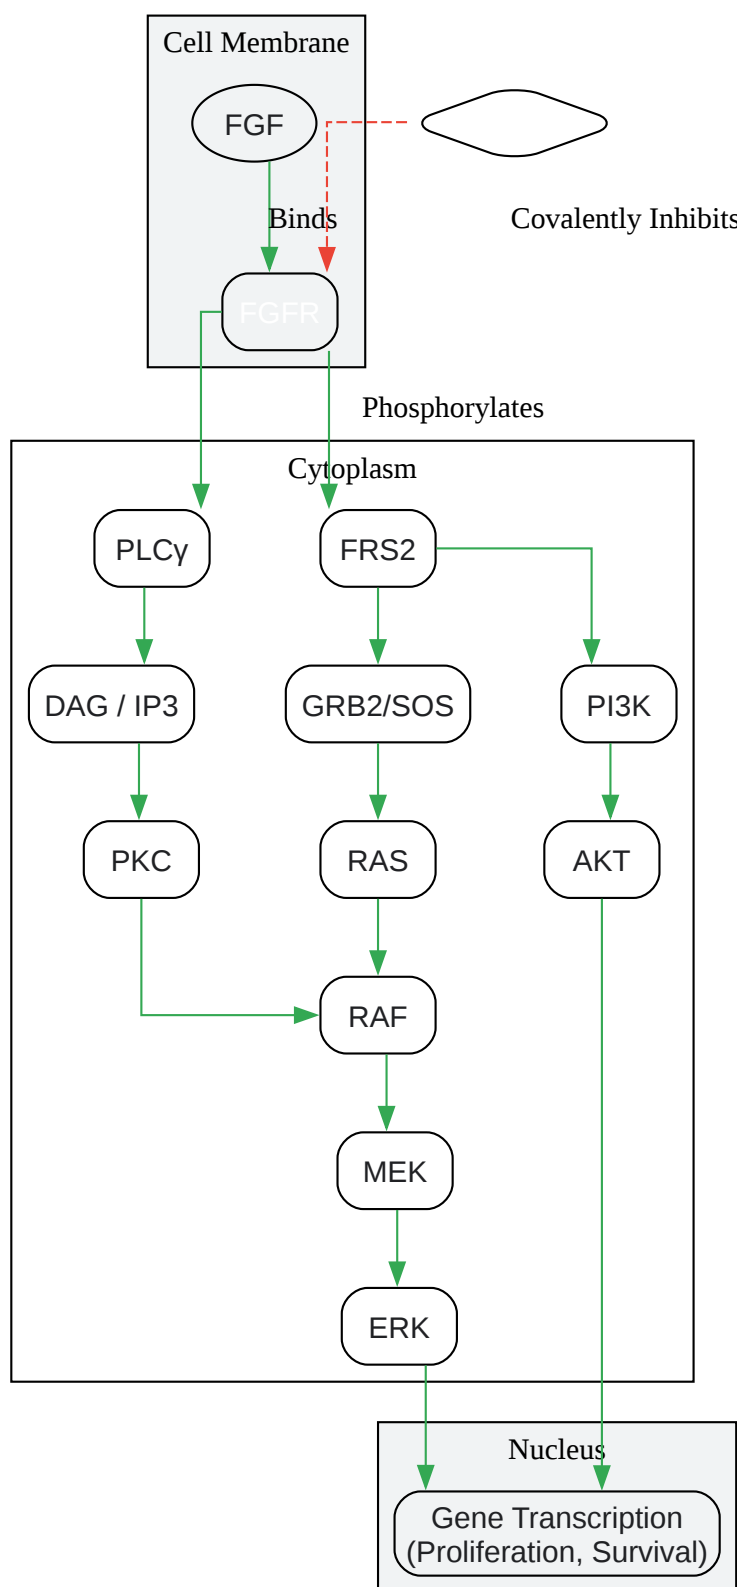 Cell Membrane
FGF
Binds
Covalently Inhibits
FGFR
Phosphorylates
Cytoplasm
PLCγ
FRS2
DAG / IP3
GRB2/SOS
PI3K
PKC
RAS
AKT
RAF
MEK
ERK
Nucleus
Gene Transcription
(Proliferation, Survival)